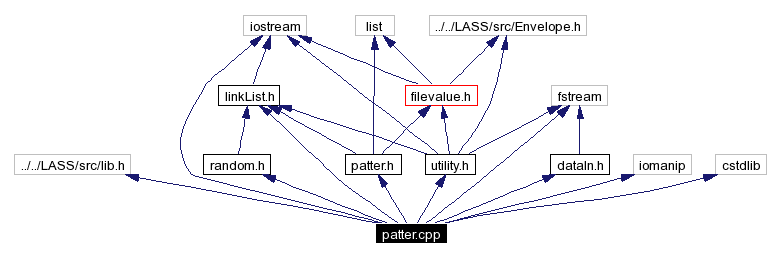 iostream
list
../../LASS/src/Envelope.h
linkList.h
filevalue.h
fstream
../../LASS/src/lib.h
random.h
patter.h
utility.h
dataIn.h
iomanip
cstdlib
patter.cpp